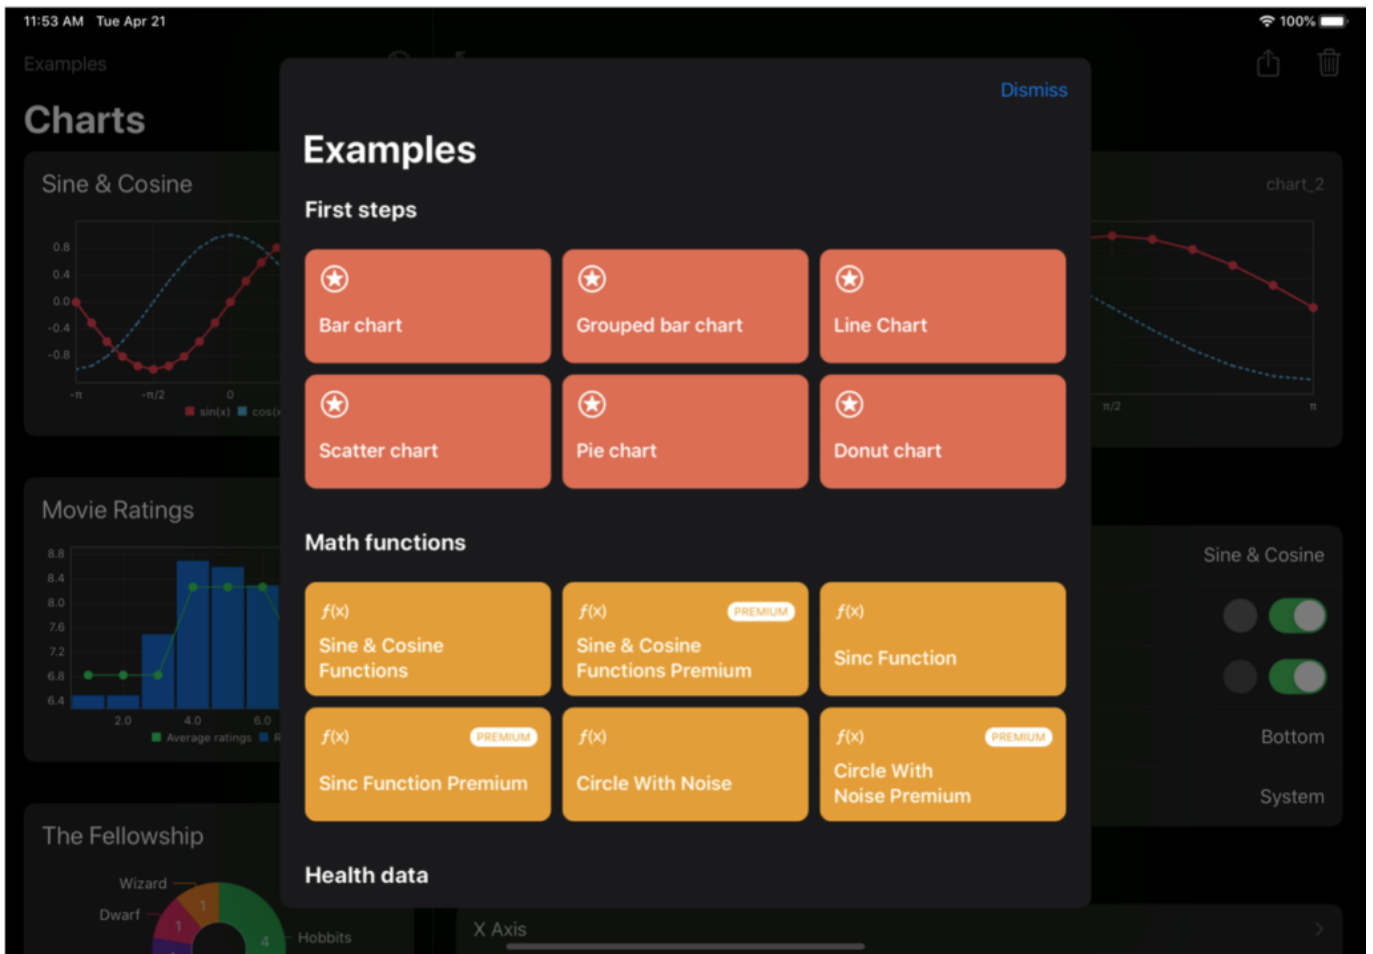 11:53 AM Tue Apr 21
100%
Examples
Charts
Sine & Cosine
0.8
0.4
0.0
-0.4
-0.8
-π
-π/2
0
sin(x)
Movie Ratings
8.8
8.4
8.0
7.6
7.2
6.8
6.4
2.0
4.0
6.0
Average ratings
The Fellowship
Wizard
1
Dwarf
1
4
Hobbits
Dismiss
Examples
First steps
Bar chart
Grouped bar chart
Line Chart
Scatter chart
Pie chart
Donut chart
Math functions
f(x)
Sine & Cosine
Functions
f(x)
PREMIUM
Sine & Cosine
Functions Premium
f(x)
Sinc Function
f(x)
PREMIUM
Sinc Function Premium
f(x)
Circle With Noise
f(x)
PREMIUM
Circle With
Noise Premium
Health data
chart_2
π/2
π
Sine & Cosine
Bottom
System
X Axis